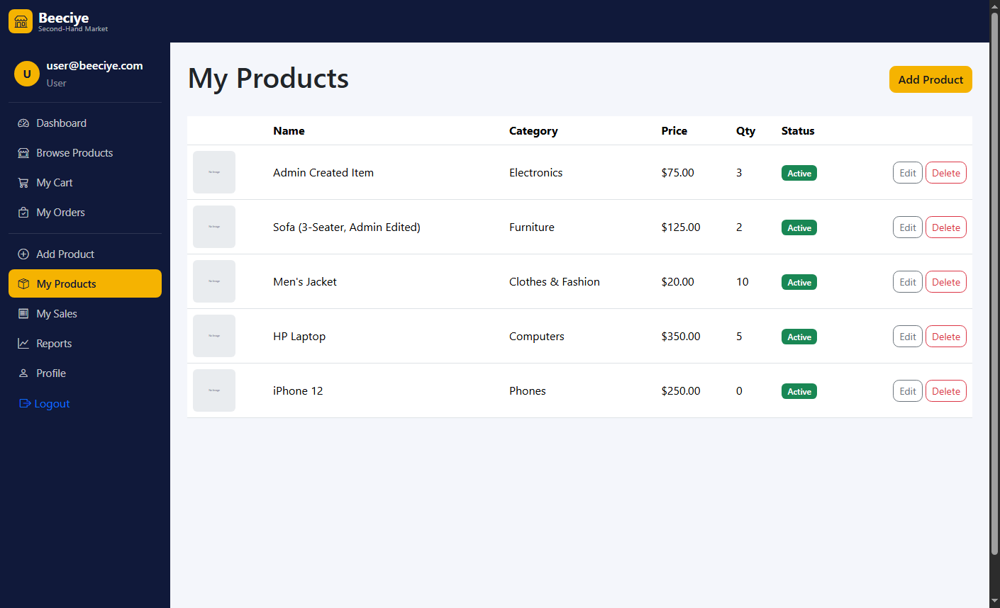 Beeciye
Second-Hand Market
U
user@beeciye.com
User
Dashboard
Browse Products
My Cart
My Orders
Add Product
My Products
My Sales
Reports
Profile
Logout
My Products
Add Product
Name Category Price Qty Status
No Image Admin Created Item Electronics $75.00 3 Active Edit Delete
No Image Sofa (3-Seater, Admin Edited) Furniture $125.00 2 Active Edit Delete
No Image Men's Jacket Clothes & Fashion $20.00 10 Active Edit Delete
No Image HP Laptop Computers $350.00 5 Active Edit Delete
No Image iPhone 12 Phones $250.00 0 Active Edit Delete